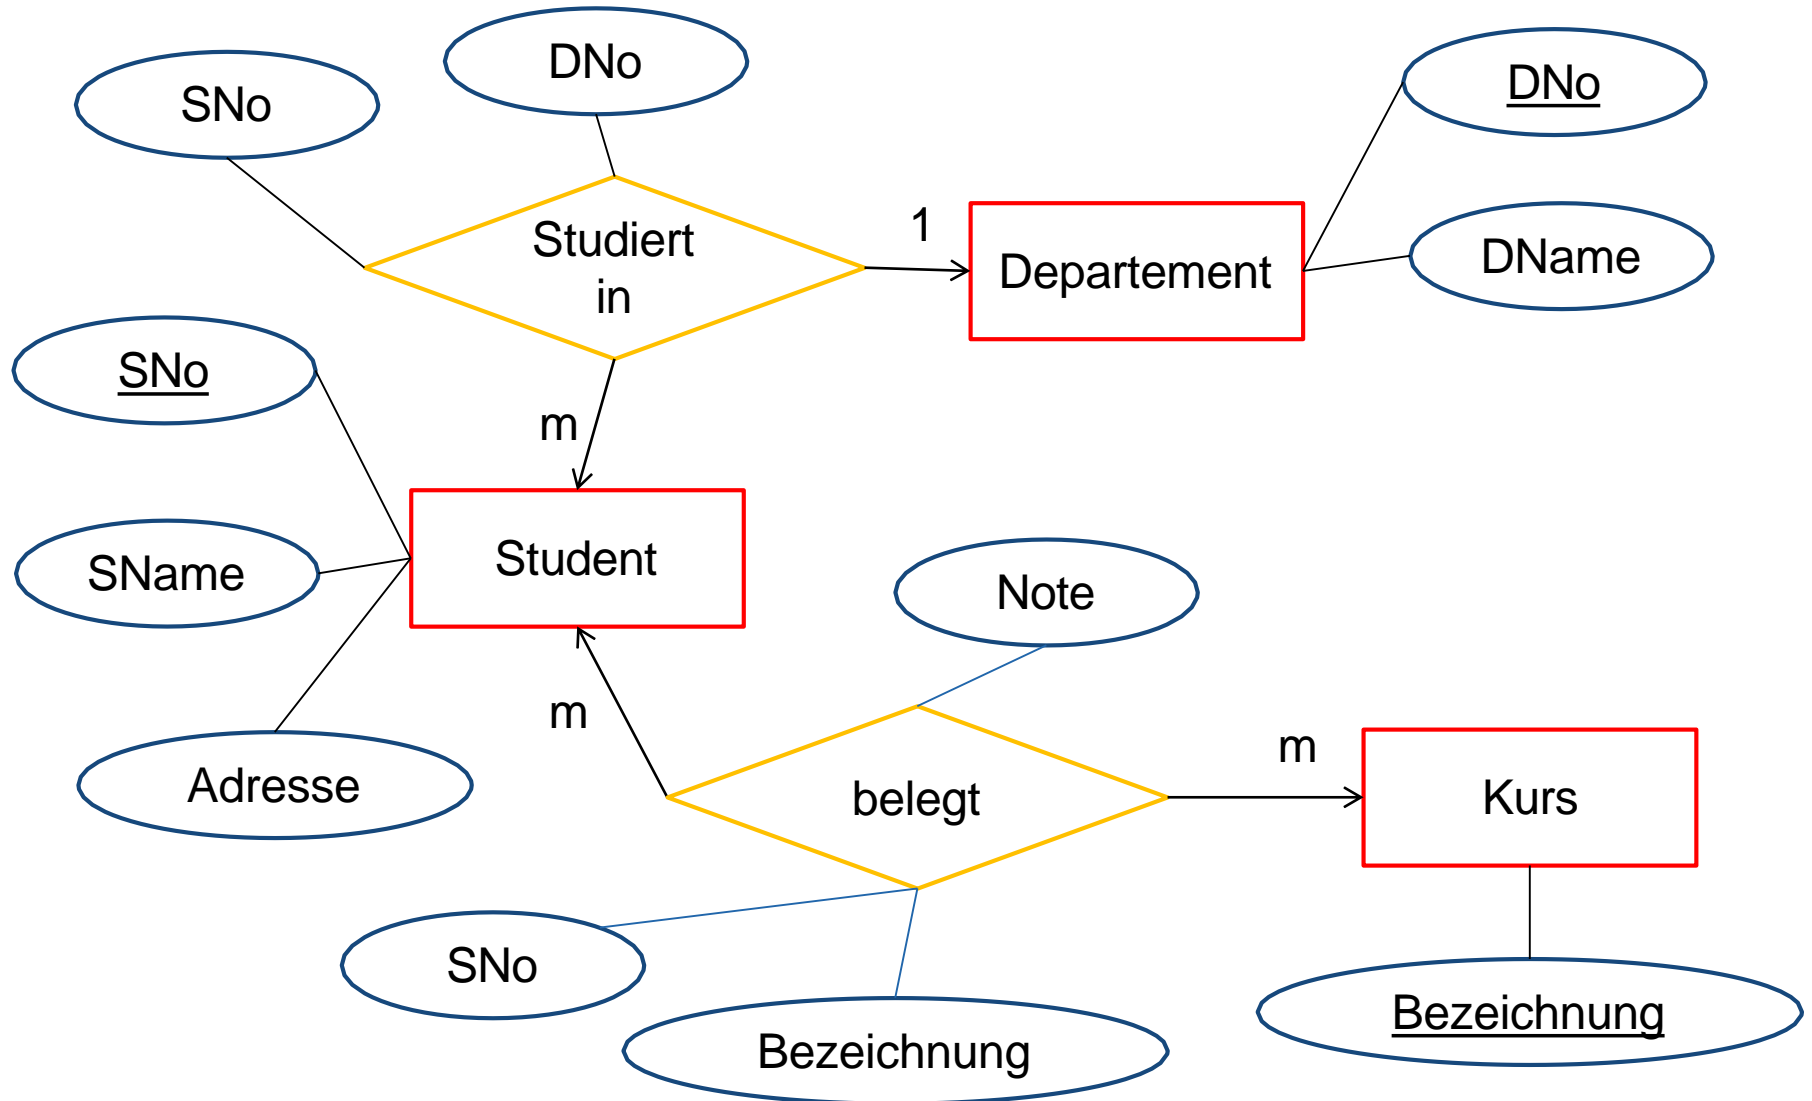 DNo
SNo
DNo
Studiert
in
1
Departement
DName
SNo
m
SName
Student
Note
m
Adresse
belegt
m
Kurs
SNo
Bezeichnung
Bezeichnung